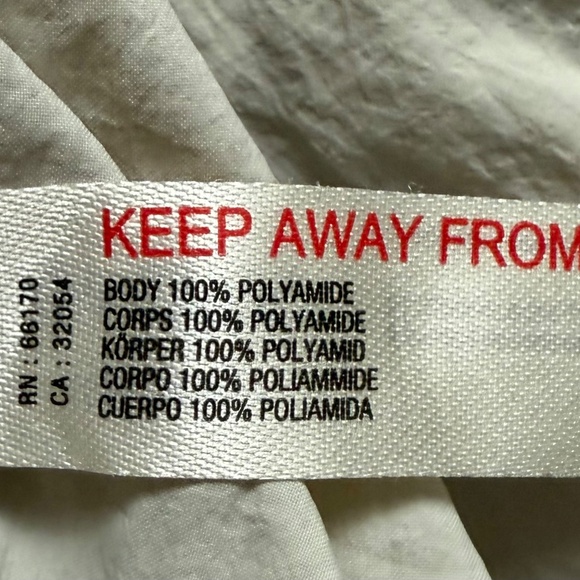 KEEP AWAY FROM
BODY 100% POLYAMIDE
CORPS 100% POLYAMIDE
KÖRPER 100% POLYAMID
CORPO 100% POLIAMMIDE
CUERPO 100% POLIAMIDA
RN : 68170
CA : 32054